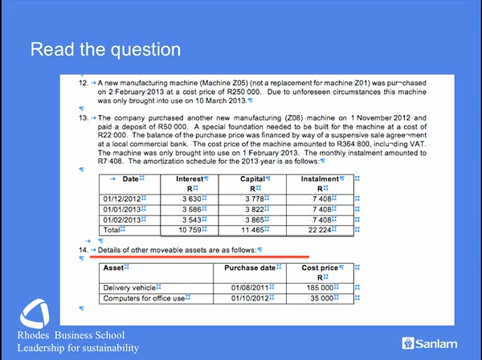 Read the question
12. A new manufacturing machine (Machine Z05) (not a replacement for machine Z01) was purchased
on 2 February 2013 at a cost price of R250 000. Due to unforeseen circumstances this
machine was only brought into use on 10 March 2013.
13. The company purchased another new manufacturing (Z08) machine on 1 November 2012 and
paid a deposit of R50 000. A special foundation needed to be built for the machine at a cost of
R22 000. The balance of the purchase price was financed by way of a suspensive sale agreement
at a local commercial bank. The cost price of the machine amounted to R364 800, including VAT.
The machine was only brought into use on 1 February 2013. The monthly instalment amounted to
R7 408. The amortization schedule for the 2013 year is as follows:
Date Interest Capital Instalment
R R R
01/12/2012 3 630 3 778 7 408
01/01/2013 3 586 3 822 7 408
01/02/2013 3 543 3 865 7 408
Total 10 759 11 465 22 224
14. Details of other moveable assets are as follows:
Asset Purchase date Cost price
R
Delivery vehicle 01/08/2011 185 000
Computers for office use 01/10/2012 35 000
Rhodes Business School
Leadership for sustainability
Sanlam